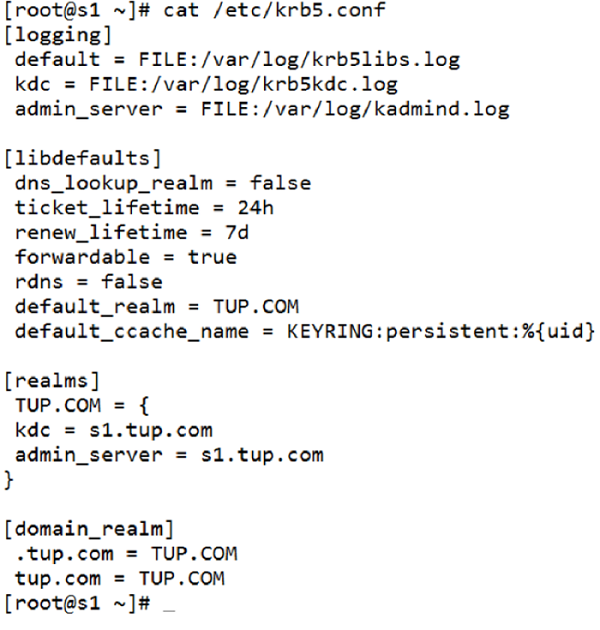 [root@s1 ~]# cat /etc/krb5.conf
[logging]
default = FILE:/var/log/krb5libs.log
kdc = FILE:/var/log/krb5kdc.log
admin_server = FILE:/var/log/kadmind.log
[libdefaults]
dns_lookup_realm = false
ticket_lifetime = 24h
renew_lifetime = 7d
forwardable = true
rdns = false
default_realm = TUP.COM
default_ccache_name = KEYRING:persistent:%{uid}
[realms]
TUP.COM = {
kdc = s1.tup.com
admin_server = s1.tup.com
}
[domain_realm]
.tup.com = TUP.COM
tup.com = TUP.COM
[root@s1 ~]# _